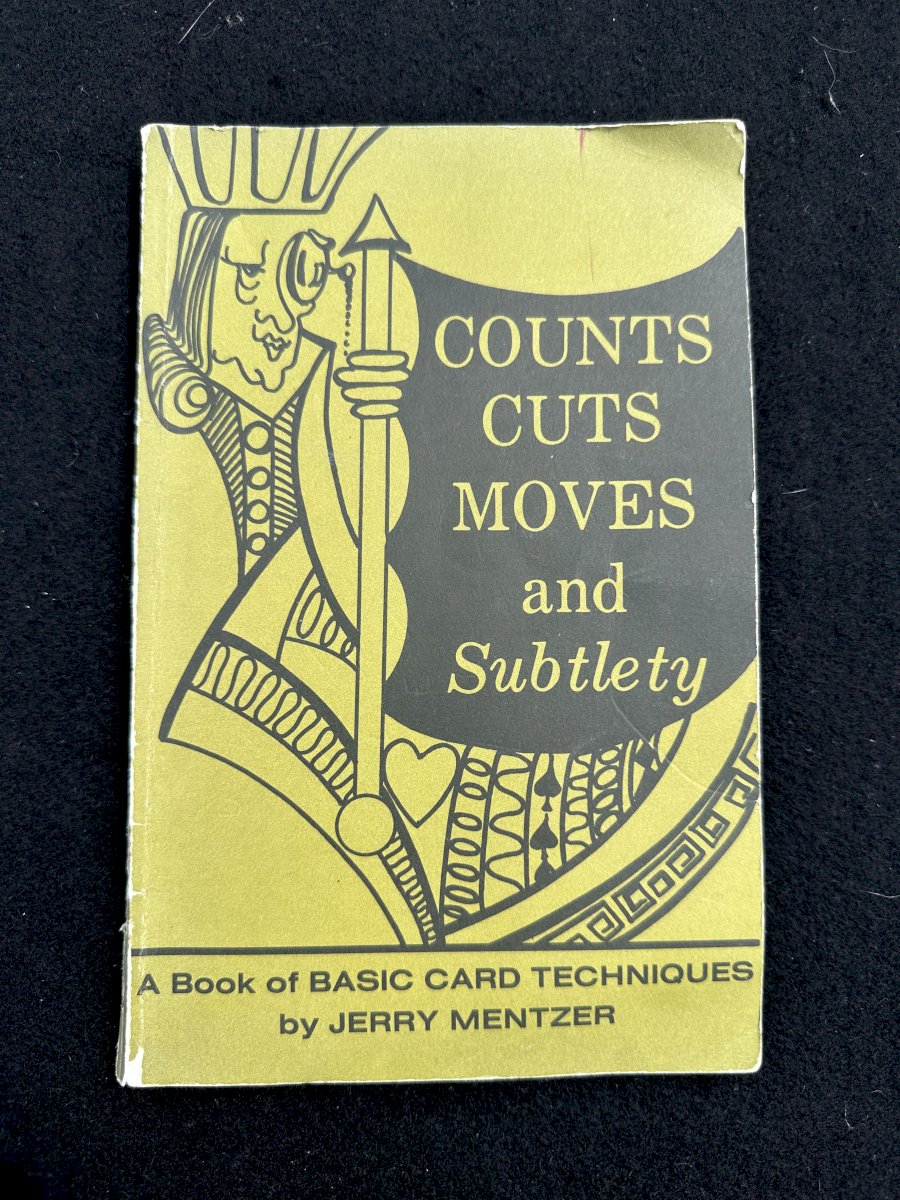 COUNTS
CUTS
MOVES
and
Subtlety
A Book of BASIC CARD TECHNIQUES
by JERRY MENTZER